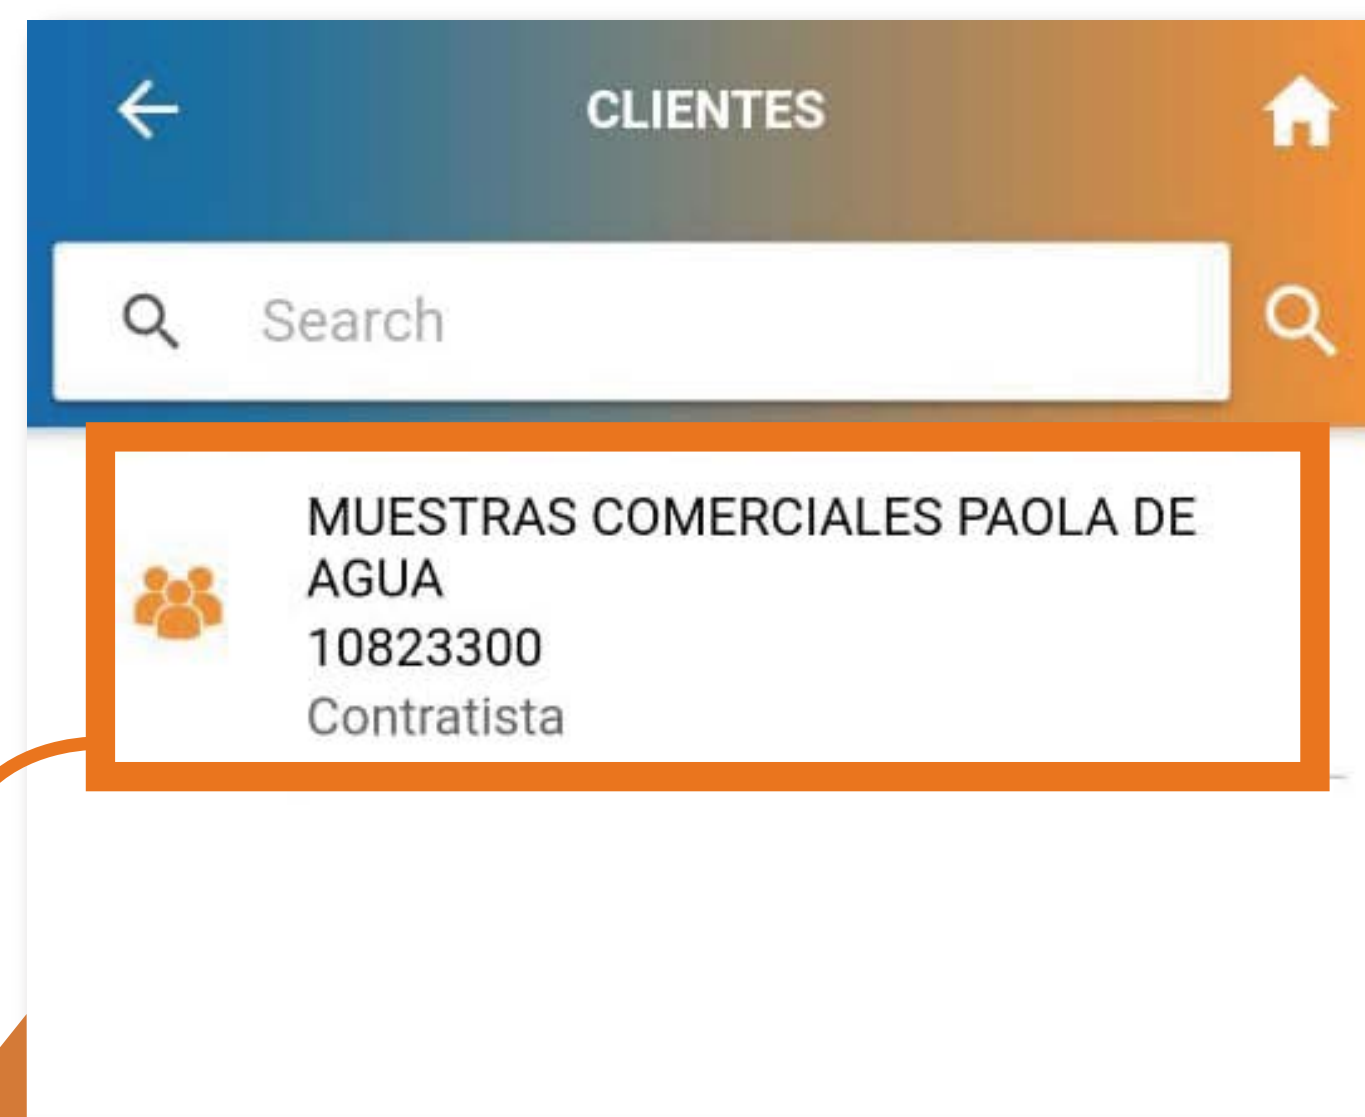 CLIENTES
Search
MUESTRAS COMERCIALES PAOLA DE
AGUA
10823300
Contratista